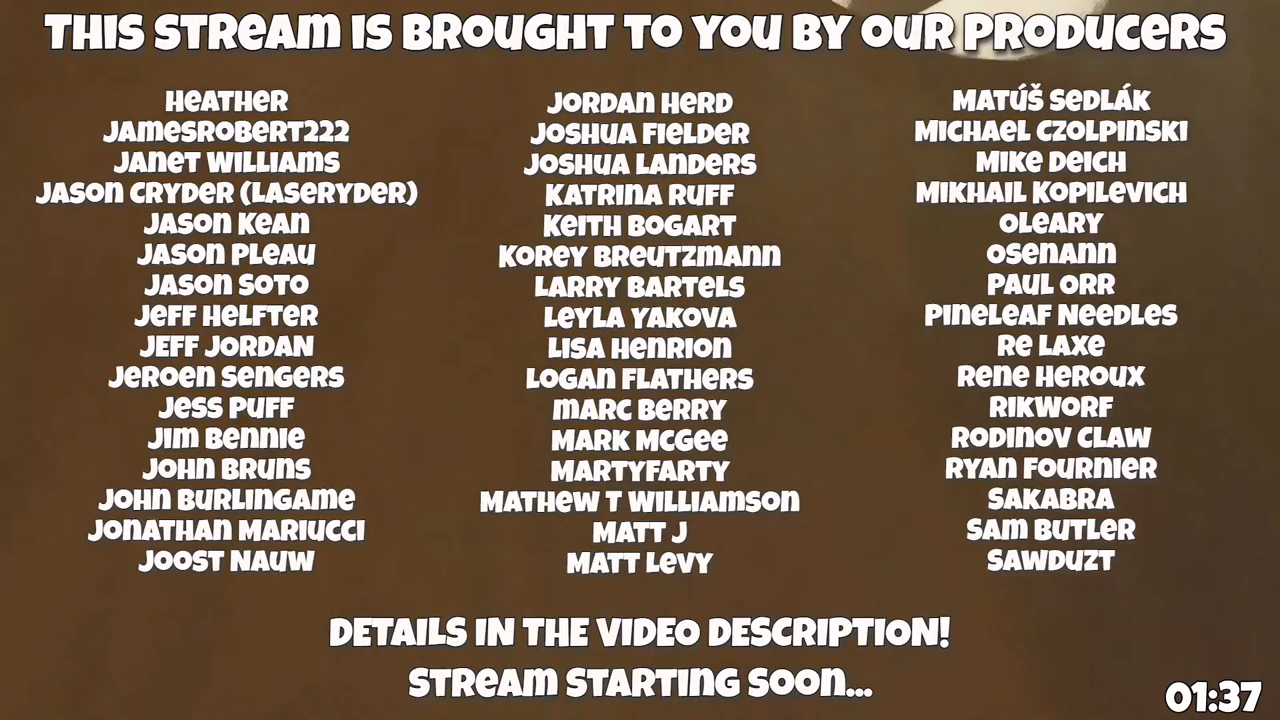 THIS STREAM IS BROUGHT TO YOU BY OUR PRODUCERS
HEATHER
JAMESROBERT222
JANET WILLIAMS
JASON CRYDER (LASERYDER)
JASON KEAN
JASON PLEAU
JASON SOTO
JEFF HELFTER
JEFF JORDAN
JEROEN SENGERS
JESS PUFF
JIM BENNIE
JOHN BRUNS
JOHN BURLINGAME
JONATHAN MARIUCCI
JOOST NAUW
JORDAN HERD
JOSHUA FIELDER
JOSHUA LANDERS
KATRINA RUFF
KEITH BOGART
KOREY BREUTZMANN
LARRY BARTELS
LEYLA YAKOVA
LISA HENRION
LOGAN FLATHERS
MARC BERRY
MARK MCGEE
MARTYFARTY
MATHEW T WILLIAMSON
MATT J
MATT LEVY
MATÚŠ SEDLÁK
MICHAEL CZOLPINSKI
MIKE DEICH
MIKHAIL KOPILEVICH
OLEARY
OSENANN
PAUL ORR
PINELEAF NEEDLES
RE LAXE
RENE HEROUX
RIKWORF
RODINOV CLAW
RYAN FOURNIER
SAKABRA
SAM BUTLER
SAWDUZT
DETAILS IN THE VIDEO DESCRIPTION!
STREAM STARTING SOON...
01:37